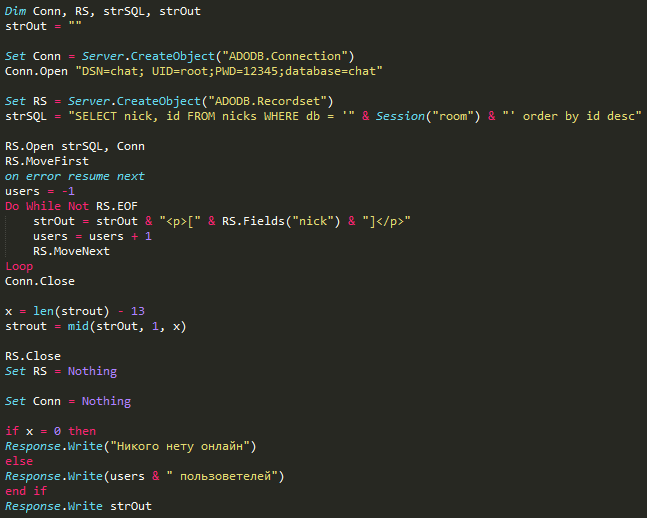 Dim Conn, RS, strSQL, strOut
strOut = ""
Set Conn = Server.CreateObject("ADODB.Connection")
Conn.Open "DSN=chat; UID=root;PWD=12345;database=chat"
Set RS = Server.CreateObject("ADODB.Recordset")
strSQL = "SELECT nick, id FROM nicks WHERE db = '" & Session("room") & "' order by id desc"
RS.Open strSQL, Conn
RS.MoveFirst
on error resume next
users = -1
Do While Not RS.EOF
strOut = strOut & "<p>[" & RS.Fields("nick") & "]</p>"
users = users + 1
RS.MoveNext
Loop
Conn.Close
x = len(strout) - 13
strout = mid(strOut, 1, x)
RS.Close
Set RS = Nothing
Set Conn = Nothing
if x = 0 then
Response.Write("Никого нету онлайн")
else
Response.Write(users & " пользоветелей")
end if
Response.Write strOut